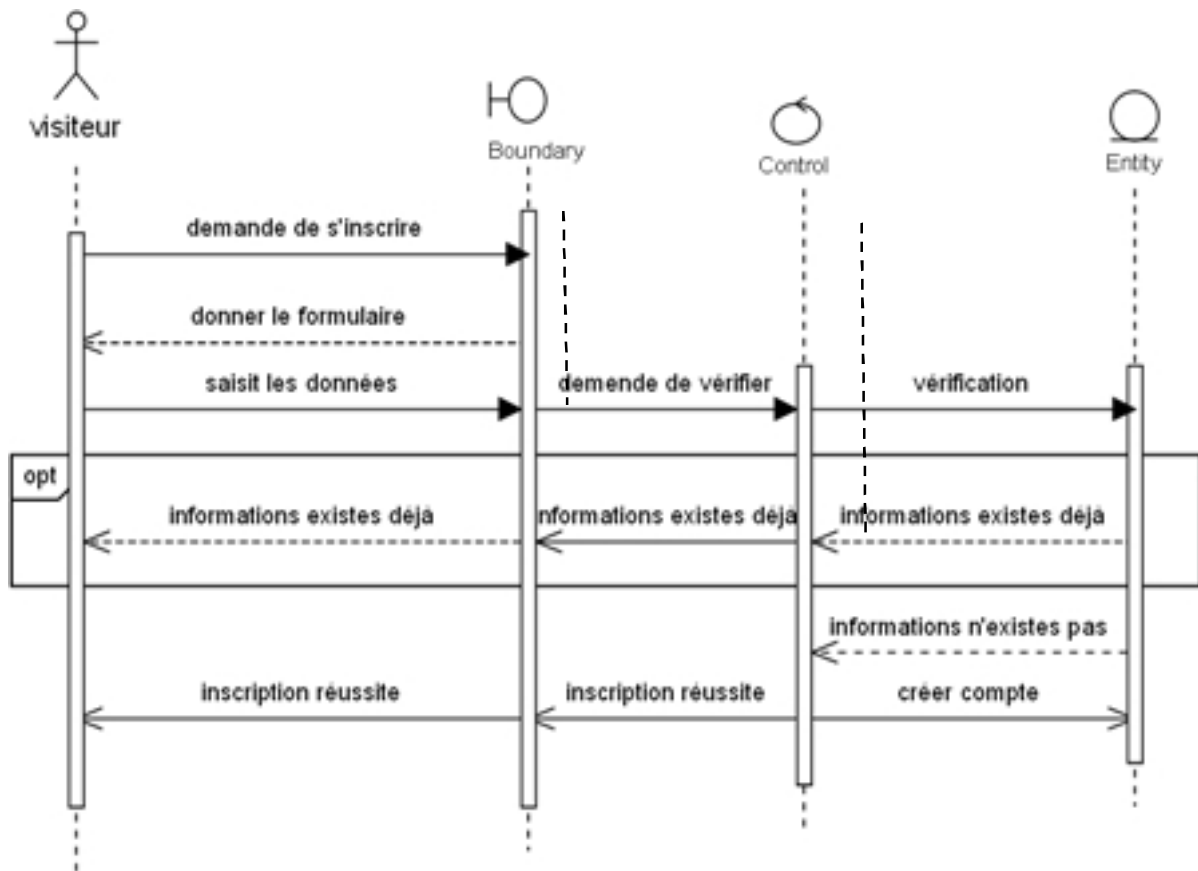 visiteur
Boundary
Control
Entity
demande de s'inscrire
donner le formulaire
saisit les données
demende de vérifier
vérification
opt
informations existes déjà
nformations existes déjà
informations existes déjà
informations n'existes pas
inscription réussite
inscription réussite
créer compte